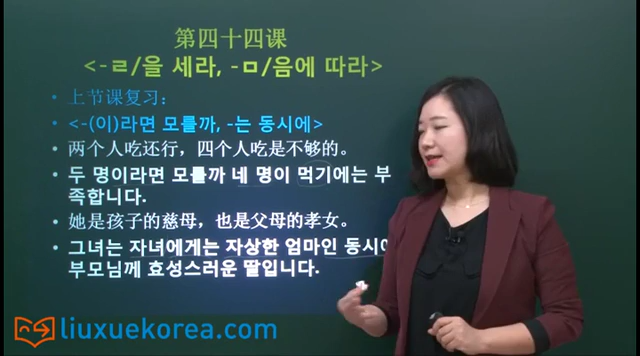 第四十四课
<-ㄹ/을 세라, -ㅁ/음에 따라>
• 上节课复习：
• <-(이)라면 모를까, -는 동시에>
• 两个人吃还行，四个人吃是不够的。
• 두 명이라면 모를까 네 명이 먹기에는 부
족합니다.
• 她是孩子的慈母，也是父母的孝女。
• 그녀는 자녀에게는 자상한 엄마인 동시에
부모님께 효성스러운 딸입니다.
liuxuekorea.com